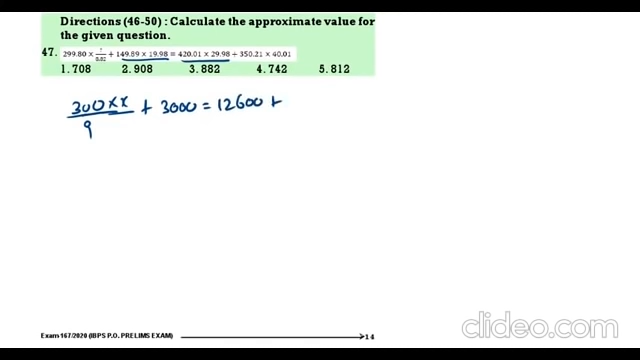 Directions (46-50) : Calculate the approximate value for
the given question.
47. 299.80 × ?/8.82 + 149.89 × 19.98 = 420.01 × 29.98 + 350.21 × 40.01
1. 708 2. 908 3. 882 4. 742 5. 812
300 × x / 9 + 3000 = 12600 +
Exam 167/2020 (IBPS P.O. PRELIMS EXAM) 14
clideo.com